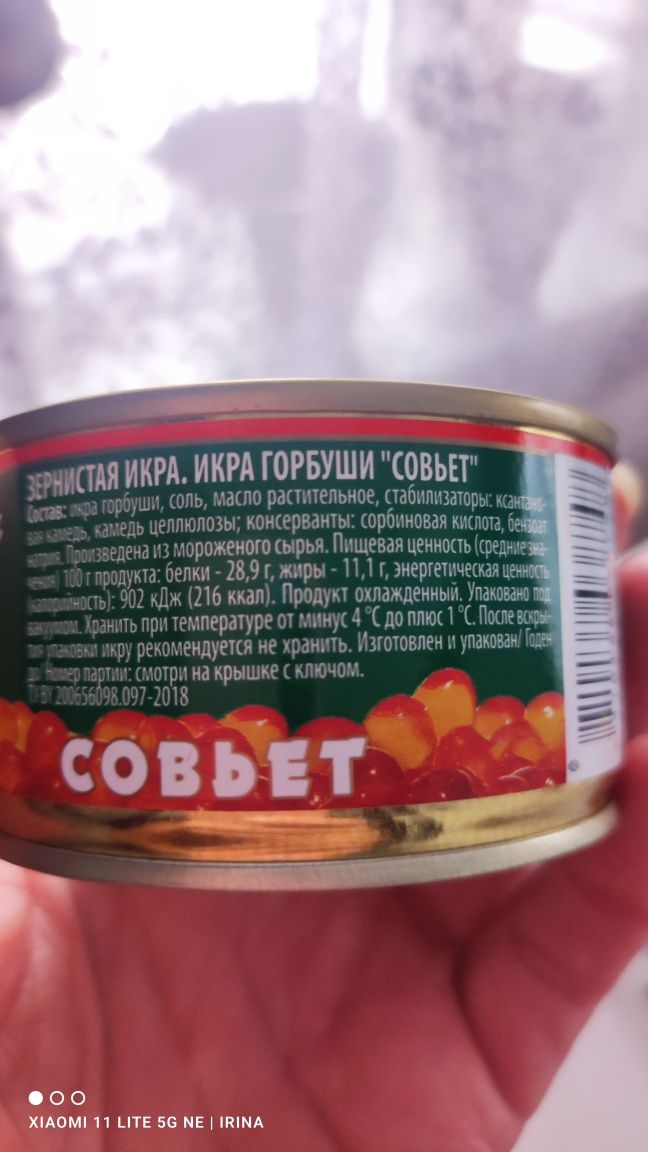 ЗЕРНИСТАЯ ИКРА. ИКРА ГОРБУШИ "СОВЬЕТ"
Состав: икра горбуши, соль, масло растительное, стабилизаторы: ксантано-
вая камедь, камедь целлюлозы; консерванты: сорбиновая кислота, бензоат
натрия. Произведена из мороженого сырья. Пищевая ценность (средние зна-
чения) 100 г продукта: белки - 28,9 г, жиры - 11,1 г, энергетическая ценность
(калорийность): 902 кДж (216 ккал). Продукт охлажденный. Упаковано под
вакуумом. Хранить при температуре от минус 4 °С до плюс 1 °С. После вскры-
тия упаковки икру рекомендуется не хранить. Изготовлен и упакован/ Годен
до/ Номер партии: смотри на крышке с ключом.
ТУ BY 200656098.097-2018
СОВЬЕТ
XIAOMI 11 LITE 5G NE | IRINA